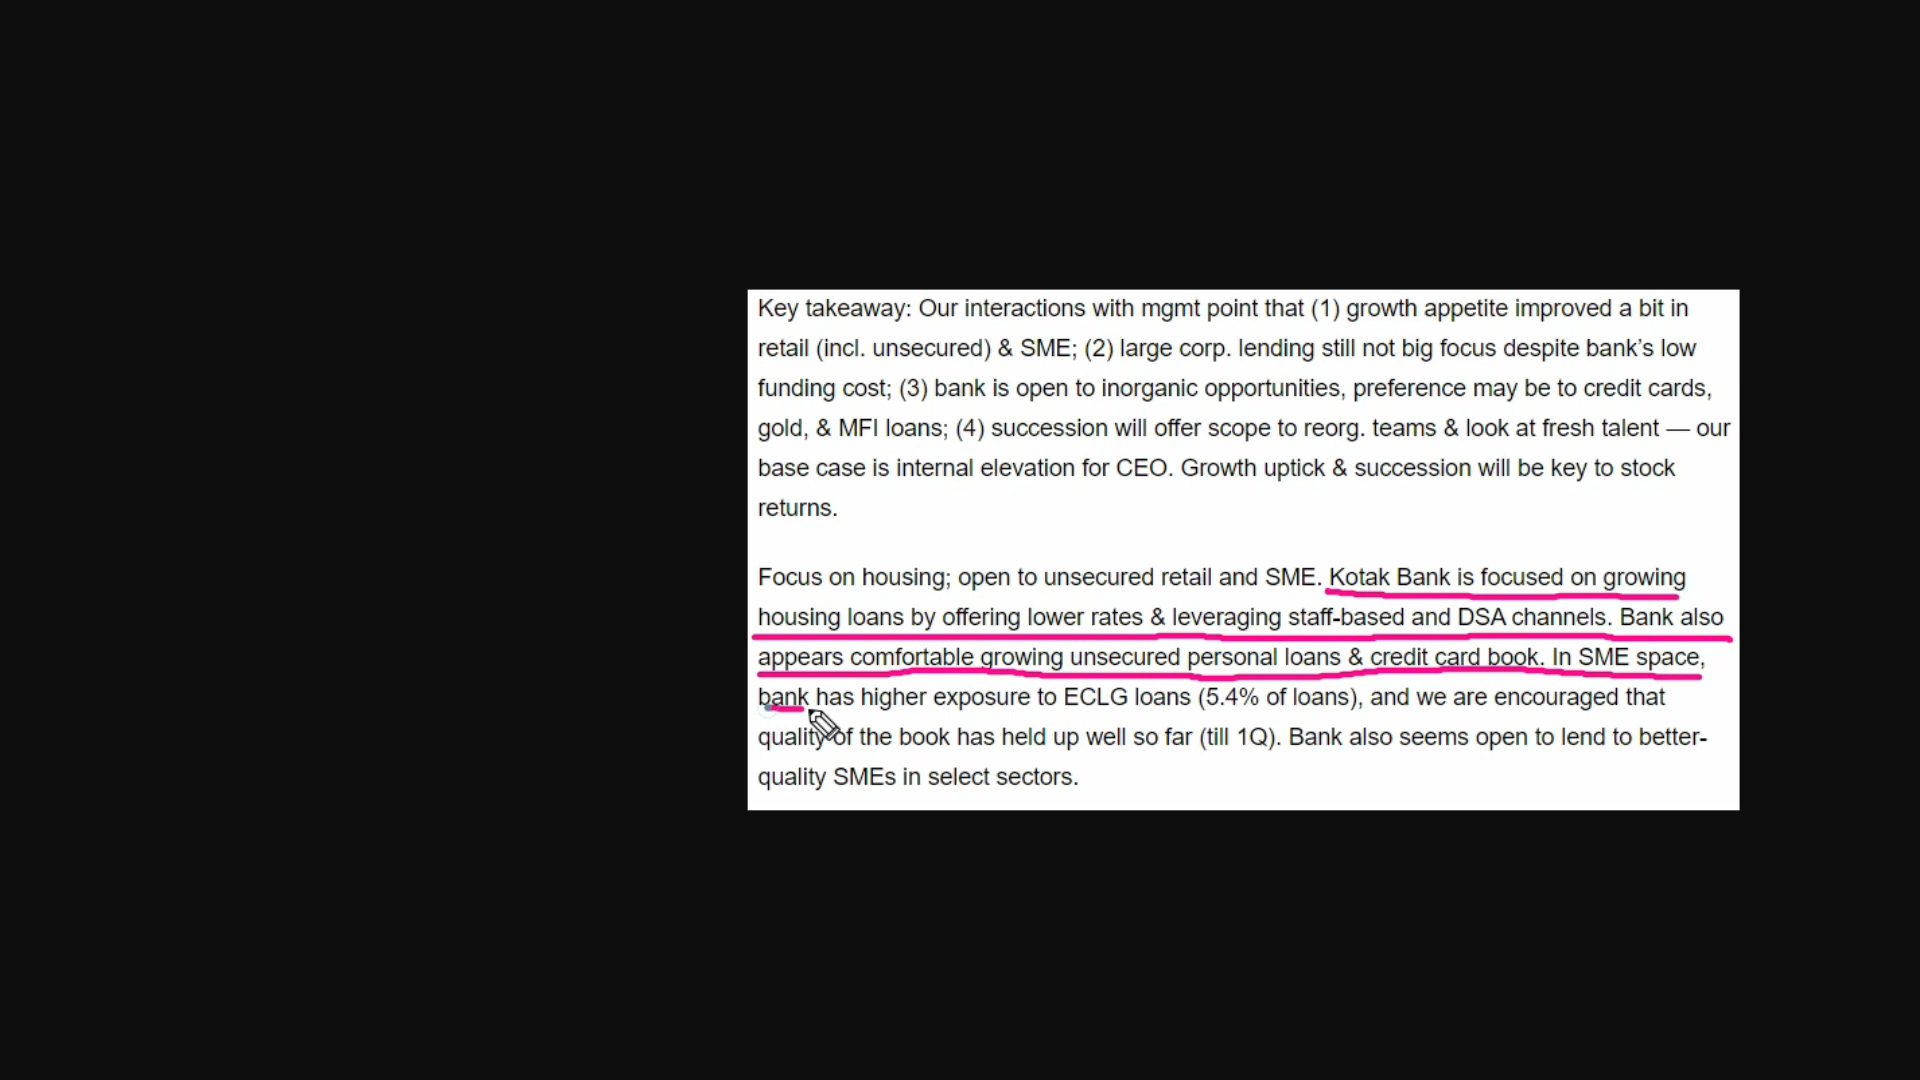 Key takeaway: Our interactions with mgmt point that (1) growth appetite improved a bit in
retail (incl. unsecured) & SME; (2) large corp. lending still not big focus despite bank’s low
funding cost; (3) bank is open to inorganic opportunities, preference may be to credit cards,
gold, & MFI loans; (4) succession will offer scope to reorg. teams & look at fresh talent — our
base case is internal elevation for CEO. Growth uptick & succession will be key to stock
returns.
Focus on housing; open to unsecured retail and SME. Kotak Bank is focused on growing
housing loans by offering lower rates & leveraging staff-based and DSA channels. Bank also
appears comfortable growing unsecured personal loans & credit card book. In SME space,
bank has higher exposure to ECLG loans (5.4% of loans), and we are encouraged that
quality of the book has held up well so far (till 1Q). Bank also seems open to lend to better-
quality SMEs in select sectors.